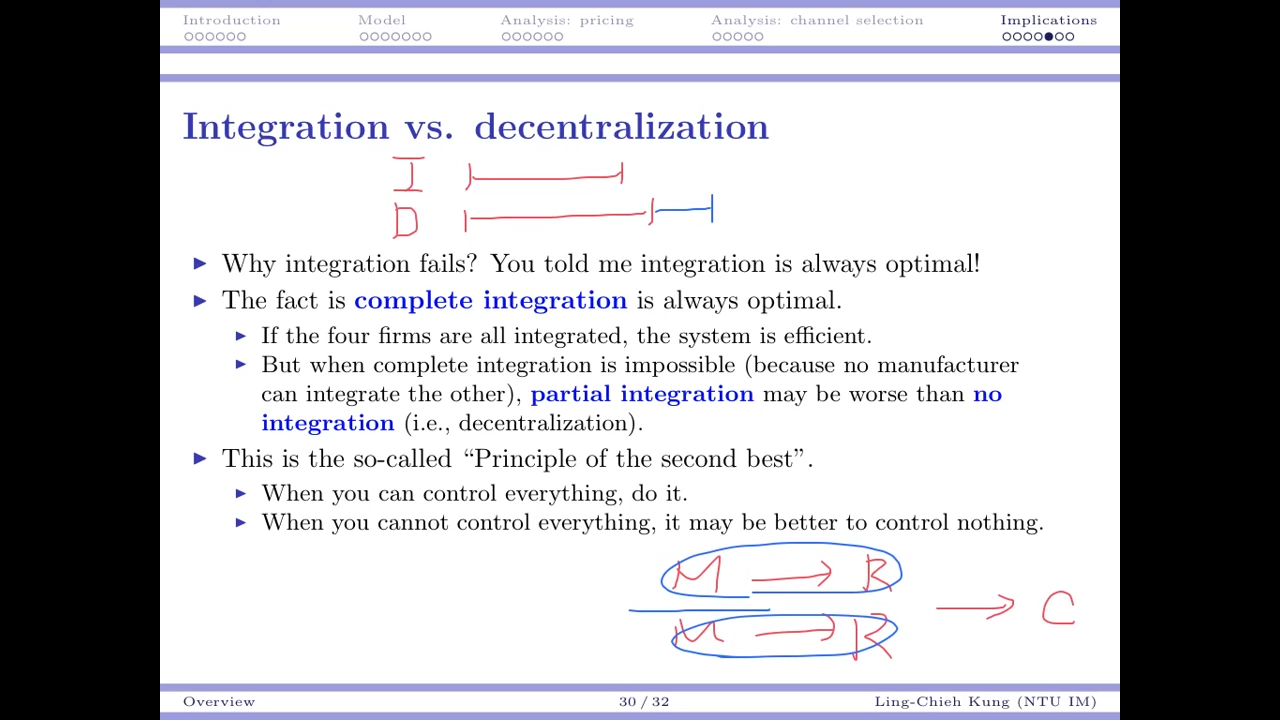 Introduction Model Analysis: pricing Analysis: channel selection Implications
Integration vs. decentralization
I
D
▶ Why integration fails? You told me integration is always optimal!
▶ The fact is complete integration is always optimal.
▶ If the four firms are all integrated, the system is efficient.
▶ But when complete integration is impossible (because no manufacturer
can integrate the other), partial integration may be worse than no
integration (i.e., decentralization).
▶ This is the so-called “Principle of the second best”.
▶ When you can control everything, do it.
▶ When you cannot control everything, it may be better to control nothing.
M → R
→ C
M → R
Overview 30 / 32 Ling-Chieh Kung (NTU IM)